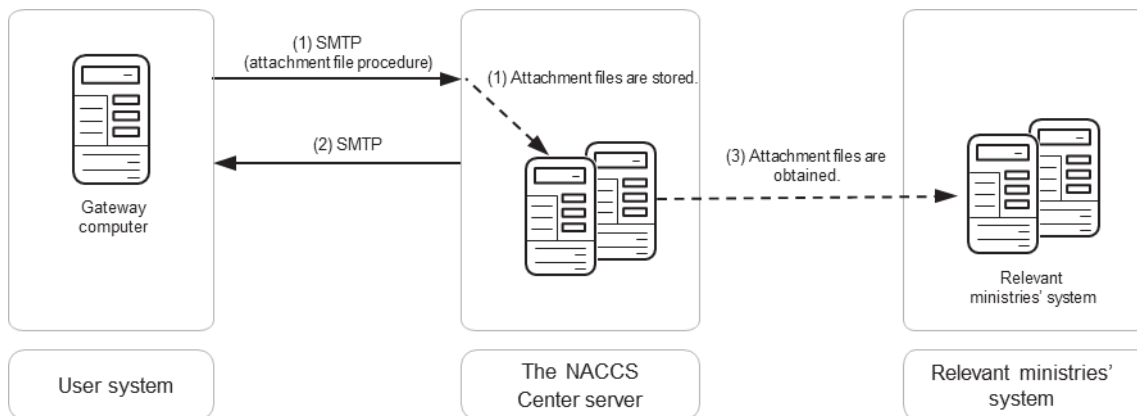 (1) SMTP
(attachment file procedure)
(1) Attachment files are stored.
(2) SMTP
(3) Attachment files are
obtained.
Gateway
computer
Relevant
ministries’ system
User system
The NACCS
Center server
Relevant ministries’
system